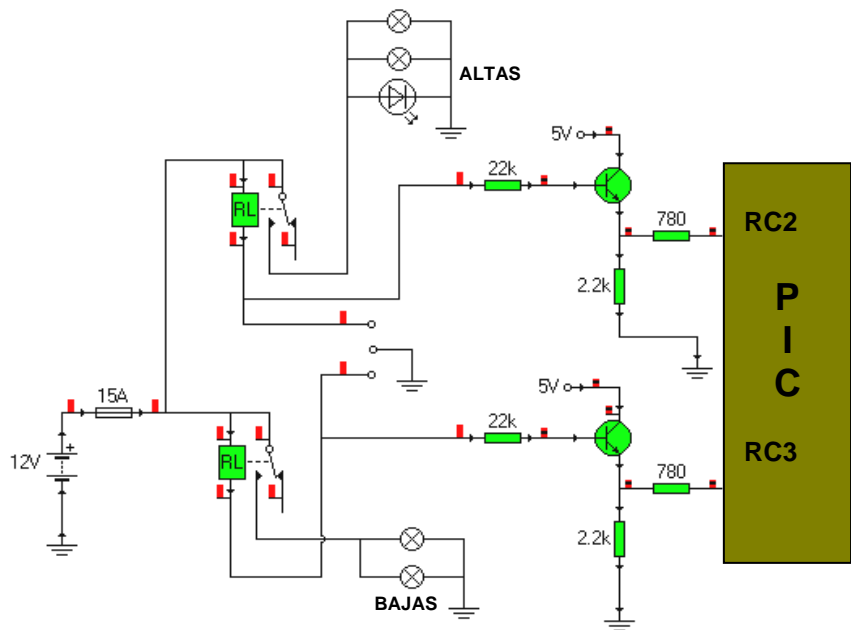 ALTAS
5V
22k
RL
780
RC2
2.2k
P
I
C
15A
12V
5V
22k
RL
780
RC3
2.2k
BAJAS